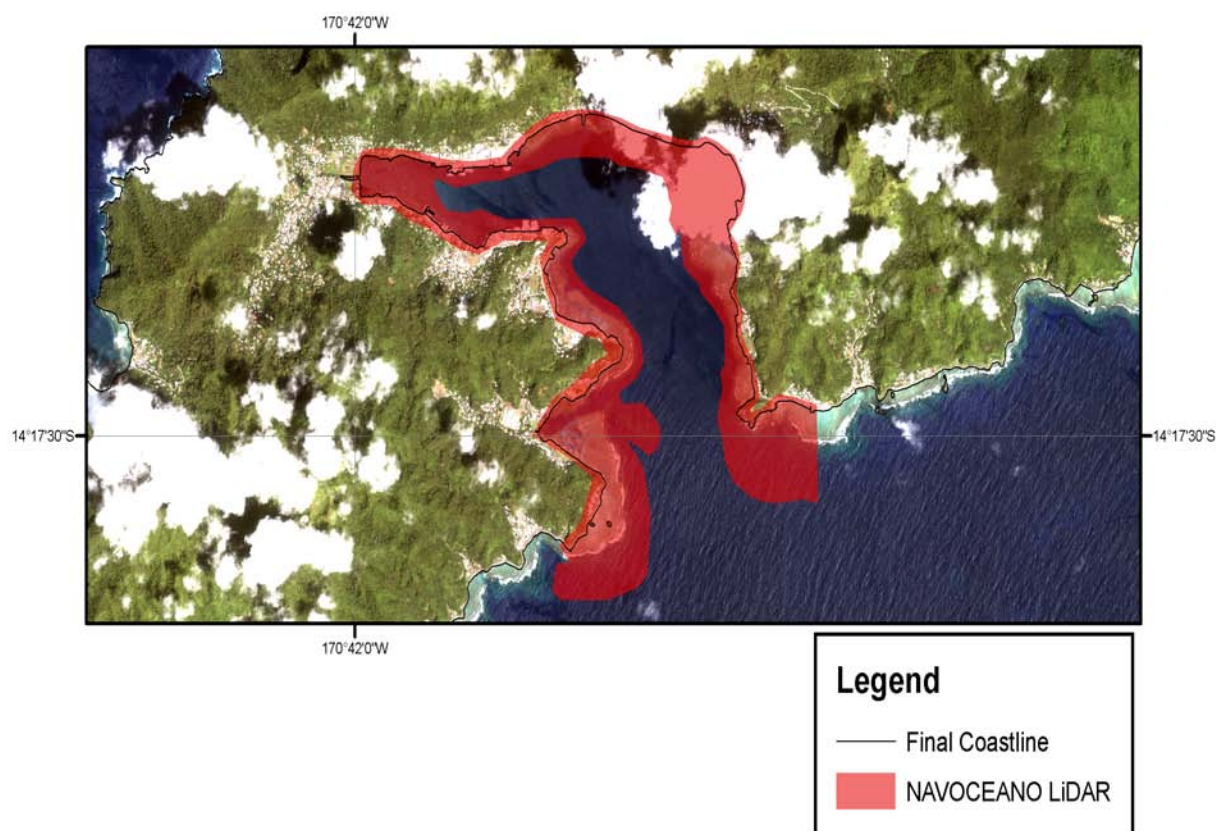 170°42'0"W
14°17'30"S
14°17'30"S
170°42'0"W
Legend
Final Coastline
NAVOCEANO LiDAR